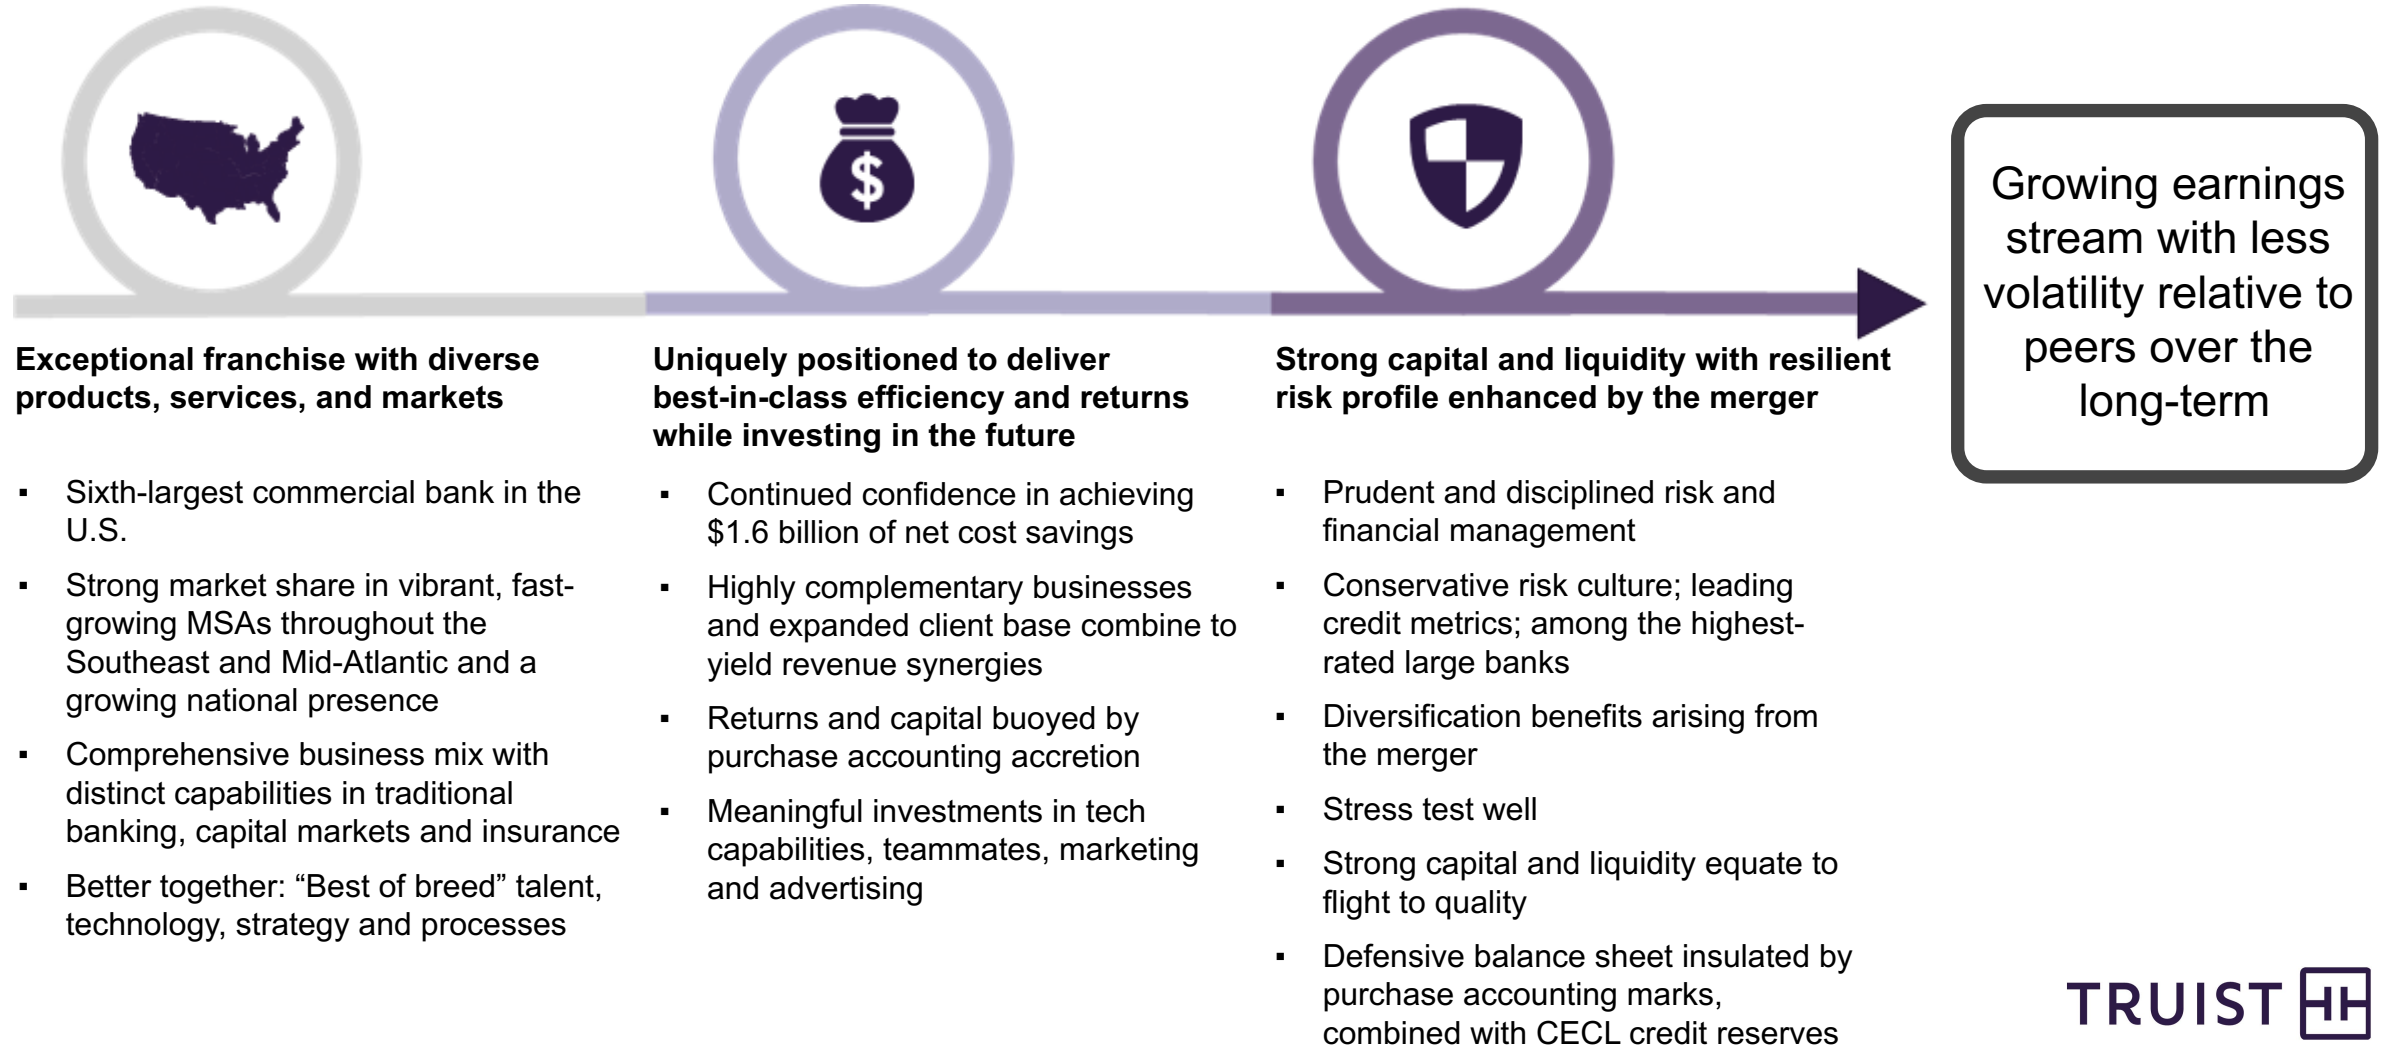 Exceptional franchise with diverse
products, services, and markets
▪ Sixth-largest commercial bank in the
U.S.
▪ Strong market share in vibrant, fast-
growing MSAs throughout the
Southeast and Mid-Atlantic and a
growing national presence
▪ Comprehensive business mix with
distinct capabilities in traditional
banking, capital markets and insurance
▪ Better together: “Best of breed” talent,
technology, strategy and processes
$
Uniquely positioned to deliver
best-in-class efficiency and returns
while investing in the future
▪ Continued confidence in achieving
$1.6 billion of net cost savings
▪ Highly complementary businesses
and expanded client base combine to
yield revenue synergies
▪ Returns and capital buoyed by
purchase accounting accretion
▪ Meaningful investments in tech
capabilities, teammates, marketing
and advertising
Strong capital and liquidity with resilient
risk profile enhanced by the merger
▪ Prudent and disciplined risk and
financial management
▪ Conservative risk culture; leading
credit metrics; among the highest-
rated large banks
▪ Diversification benefits arising from
the merger
▪ Stress test well
▪ Strong capital and liquidity equate to
flight to quality
▪ Defensive balance sheet insulated by
purchase accounting marks,
combined with CECL credit reserves
Growing earnings
stream with less
volatility relative to
peers over the
long-term
TRUIST